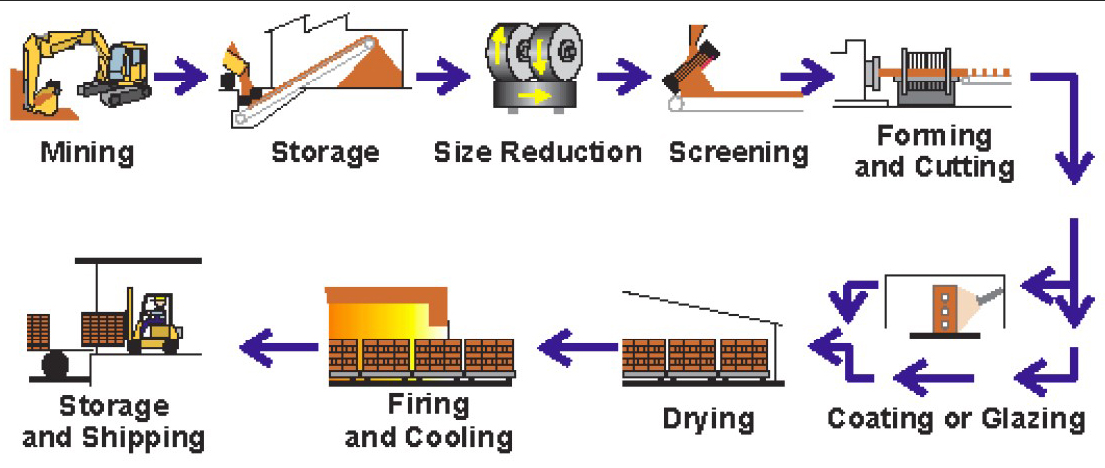 Mining
Storage
Size Reduction
Screening
Forming
and Cutting
Coating or Glazing
Drying
Firing
and Cooling
Storage
and Shipping